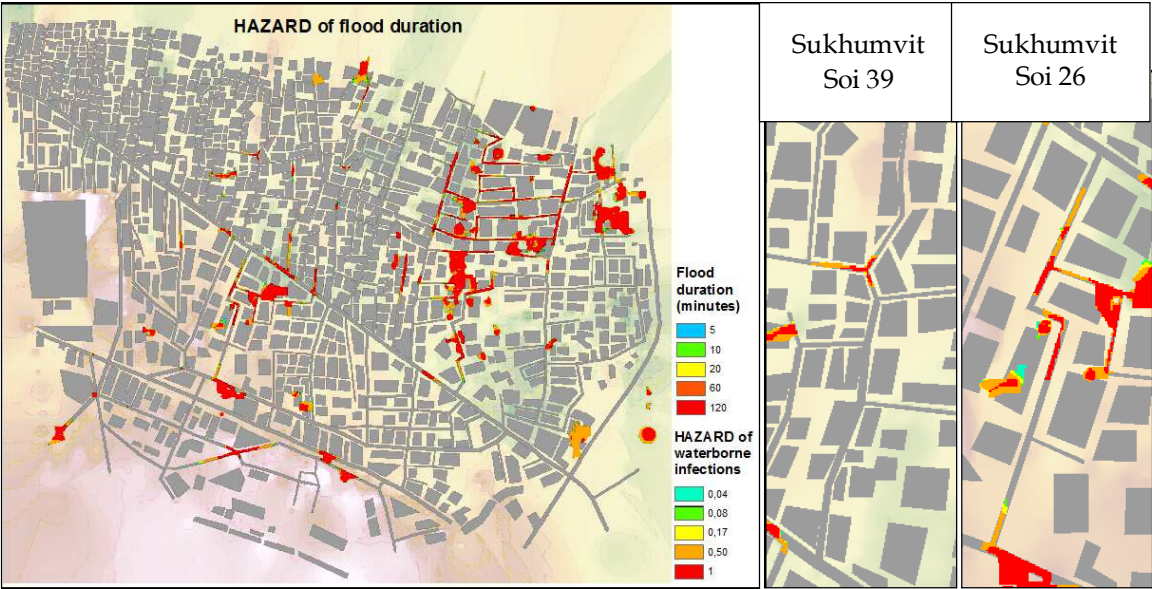 HAZARD of flood duration
Flood
duration
(minutes)
5
10
20
60
120
HAZARD of
waterborne
infections
0,04
0,08
0,17
0,50
1
Sukhumvit
Soi 39
Sukhumvit
Soi 26